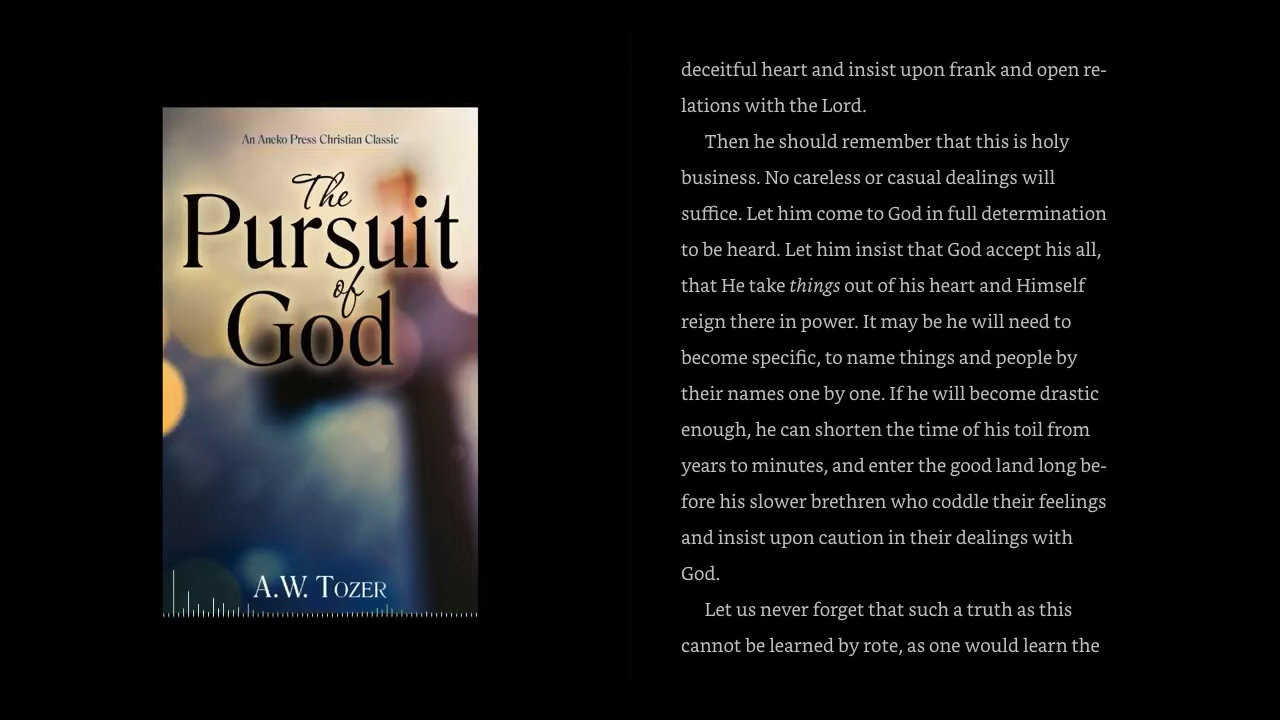 An Aneko Press Christian Classic
The
Pursuit
of
God
A.W. Tozer
deceitful heart and insist upon frank and open re-
lations with the Lord.
Then he should remember that this is holy
business. No careless or casual dealings will
suffice. Let him come to God in full determination
to be heard. Let him insist that God accept his all,
that He take things out of his heart and Himself
reign there in power. It may be he will need to
become specific, to name things and people by
their names one by one. If he will become drastic
enough, he can shorten the time of his toil from
years to minutes, and enter the good land long be-
fore his slower brethren who coddle their feelings
and insist upon caution in their dealings with
God.
Let us never forget that such a truth as this
cannot be learned by rote, as one would learn the